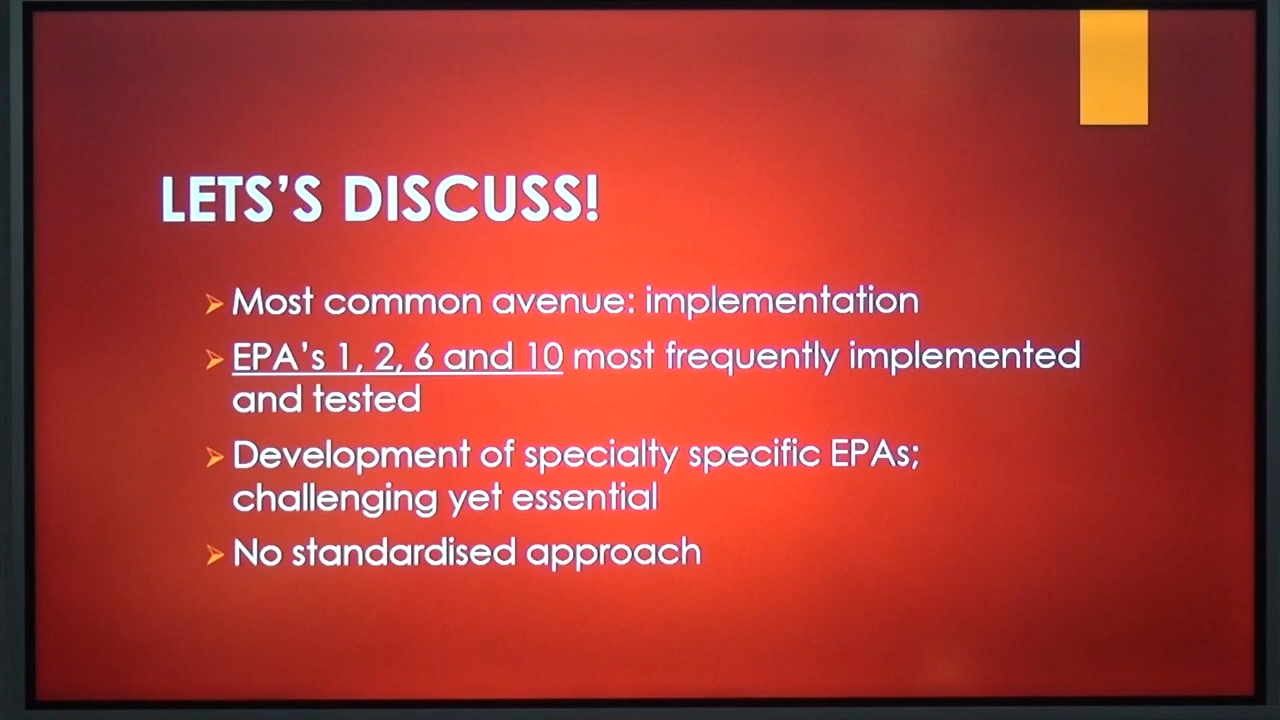 LETS'S DISCUSS!
Most common avenue: implementation
EPA's 1, 2, 6 and 10 most frequently implemented
and tested
Development of specialty specific EPAs;
challenging yet essential
No standardised approach